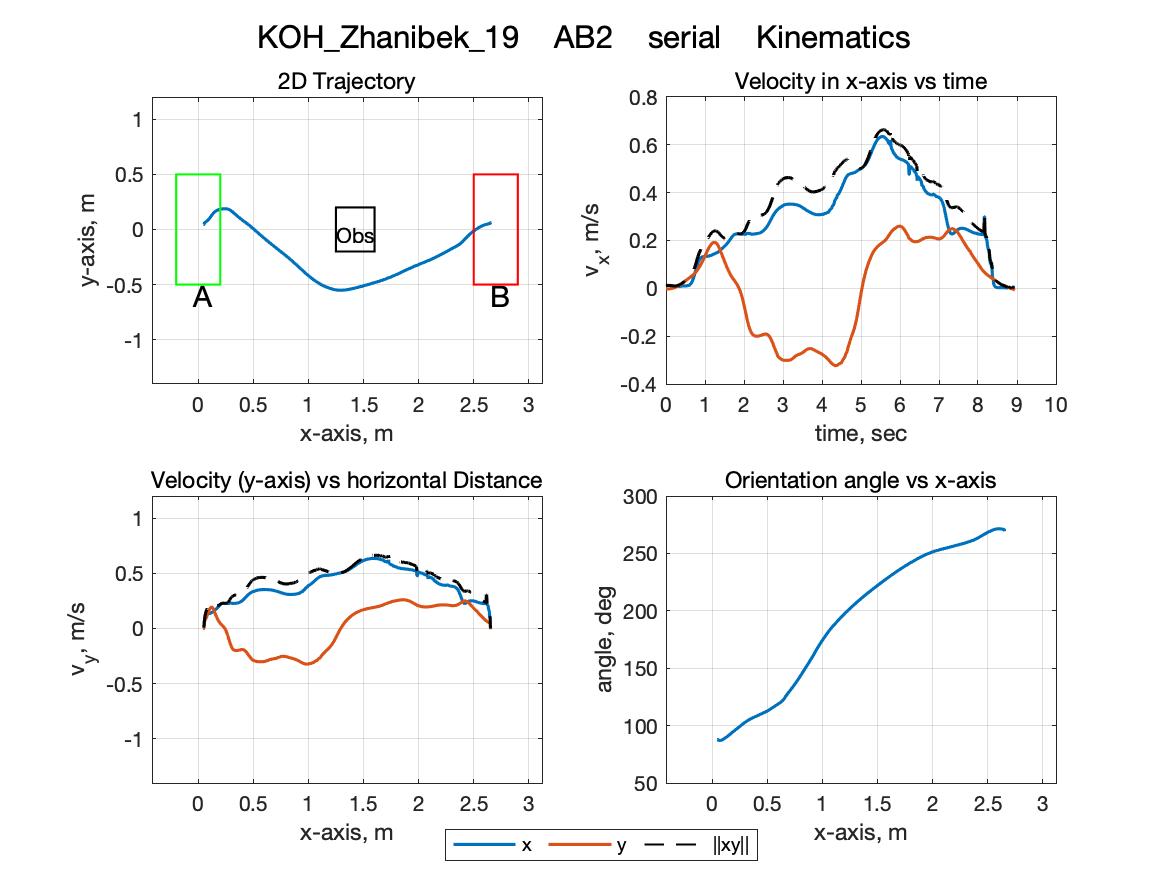 KOH_Zhanibek_19 AB2 serial Kinematics
2D Trajectory
1
0.5
0
-0.5
-1
y-axis, m
Obs
A
B
0 0.5 1 1.5 2 2.5 3
x-axis, m
Velocity in x-axis vs time
0.8
0.6
0.4
0.2
0
-0.2
-0.4
v_x, m/s
0 1 2 3 4 5 6 7 8 9 10
time, sec
Velocity (y-axis) vs horizontal Distance
1
0.5
0
-0.5
-1
v_y, m/s
0 0.5 1 1.5 2 2.5 3
x-axis, m
Orientation angle vs x-axis
300
250
200
150
100
50
angle, deg
0 0.5 1 1.5 2 2.5 3
x-axis, m
x y ||xy||